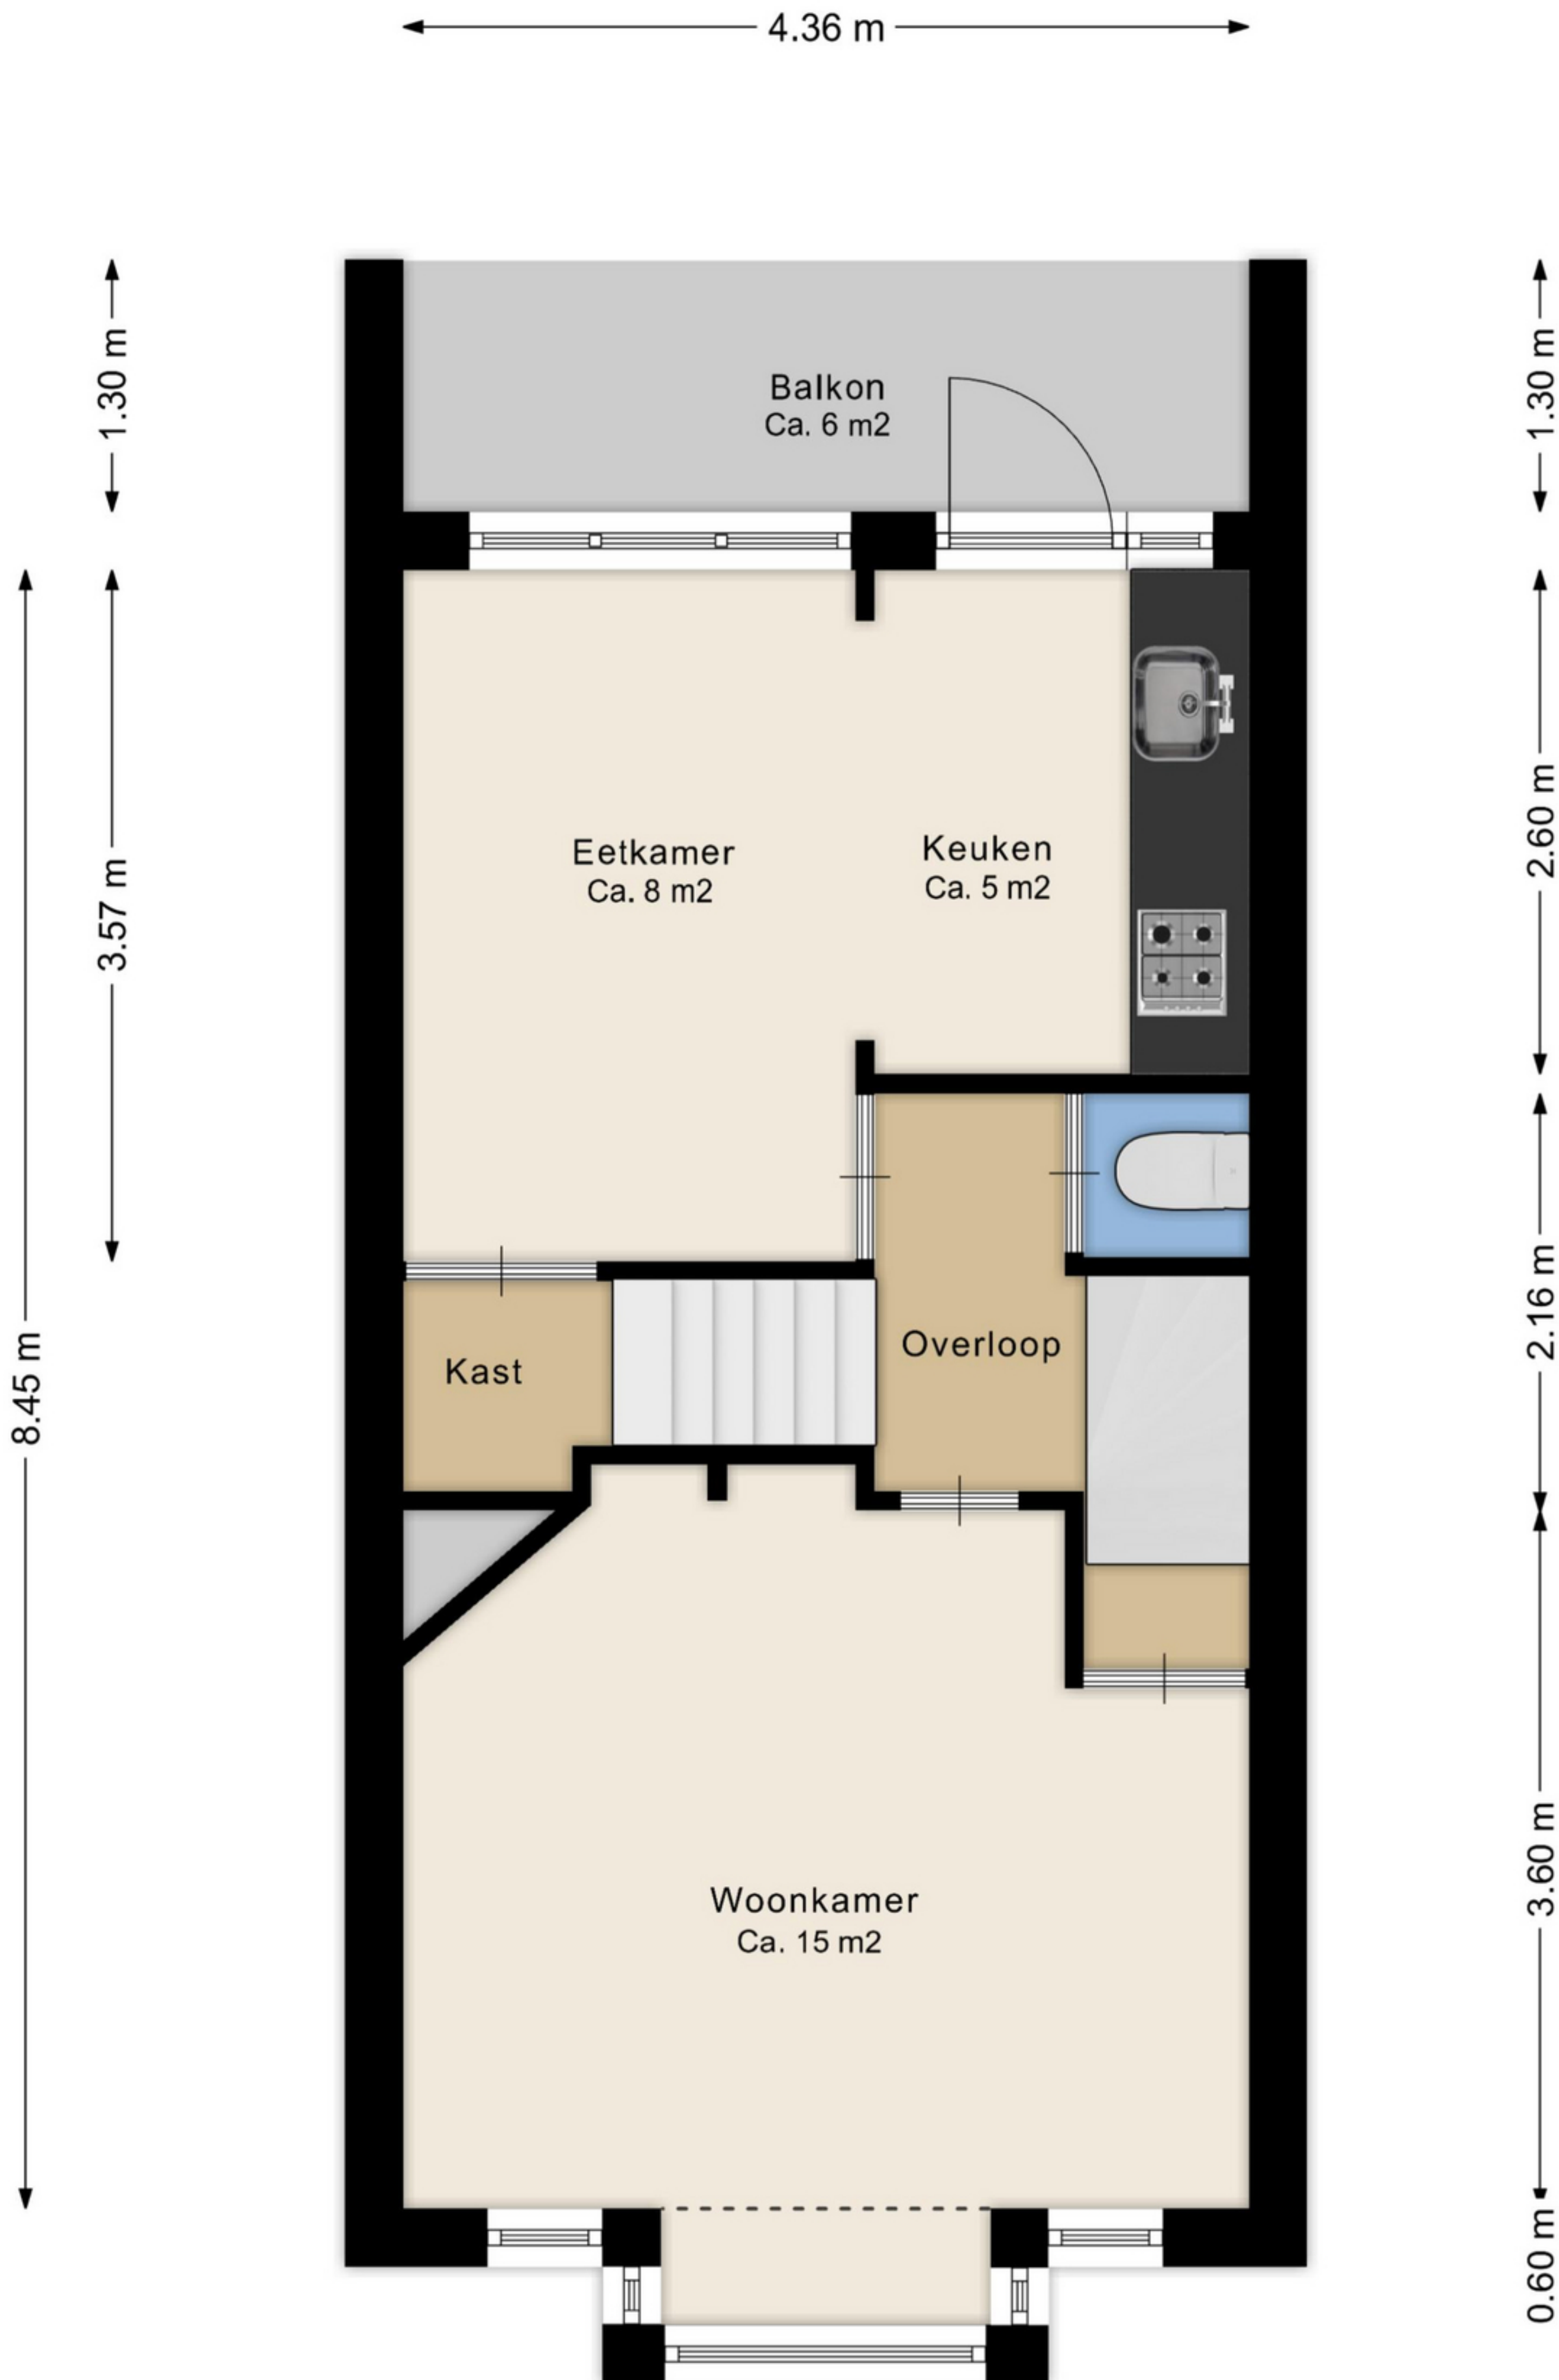 4.36 m
1.30 m
1.30 m
Balkon
Ca. 6 m2
3.57 m
2.60 m
Eetkamer
Ca. 8 m2
Keuken
Ca. 5 m2
8.45 m
2.16 m
Overloop
Kast
3.60 m
Woonkamer
Ca. 15 m2
0.60 m